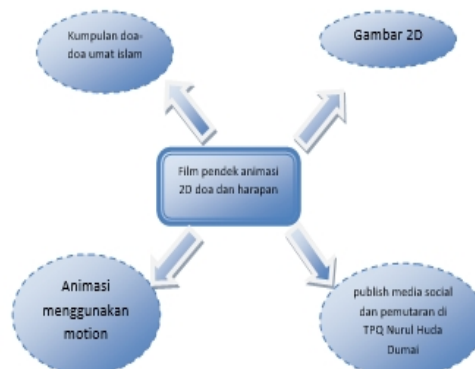 Kumpulan doa-
doa umat islam
Gambar 2D
Film pendek animasi
2D doa dan harapan
Animasi
menggunakan
motion
publish media social
dan pemutaran di
TPQ Nurul Huda
Dumai